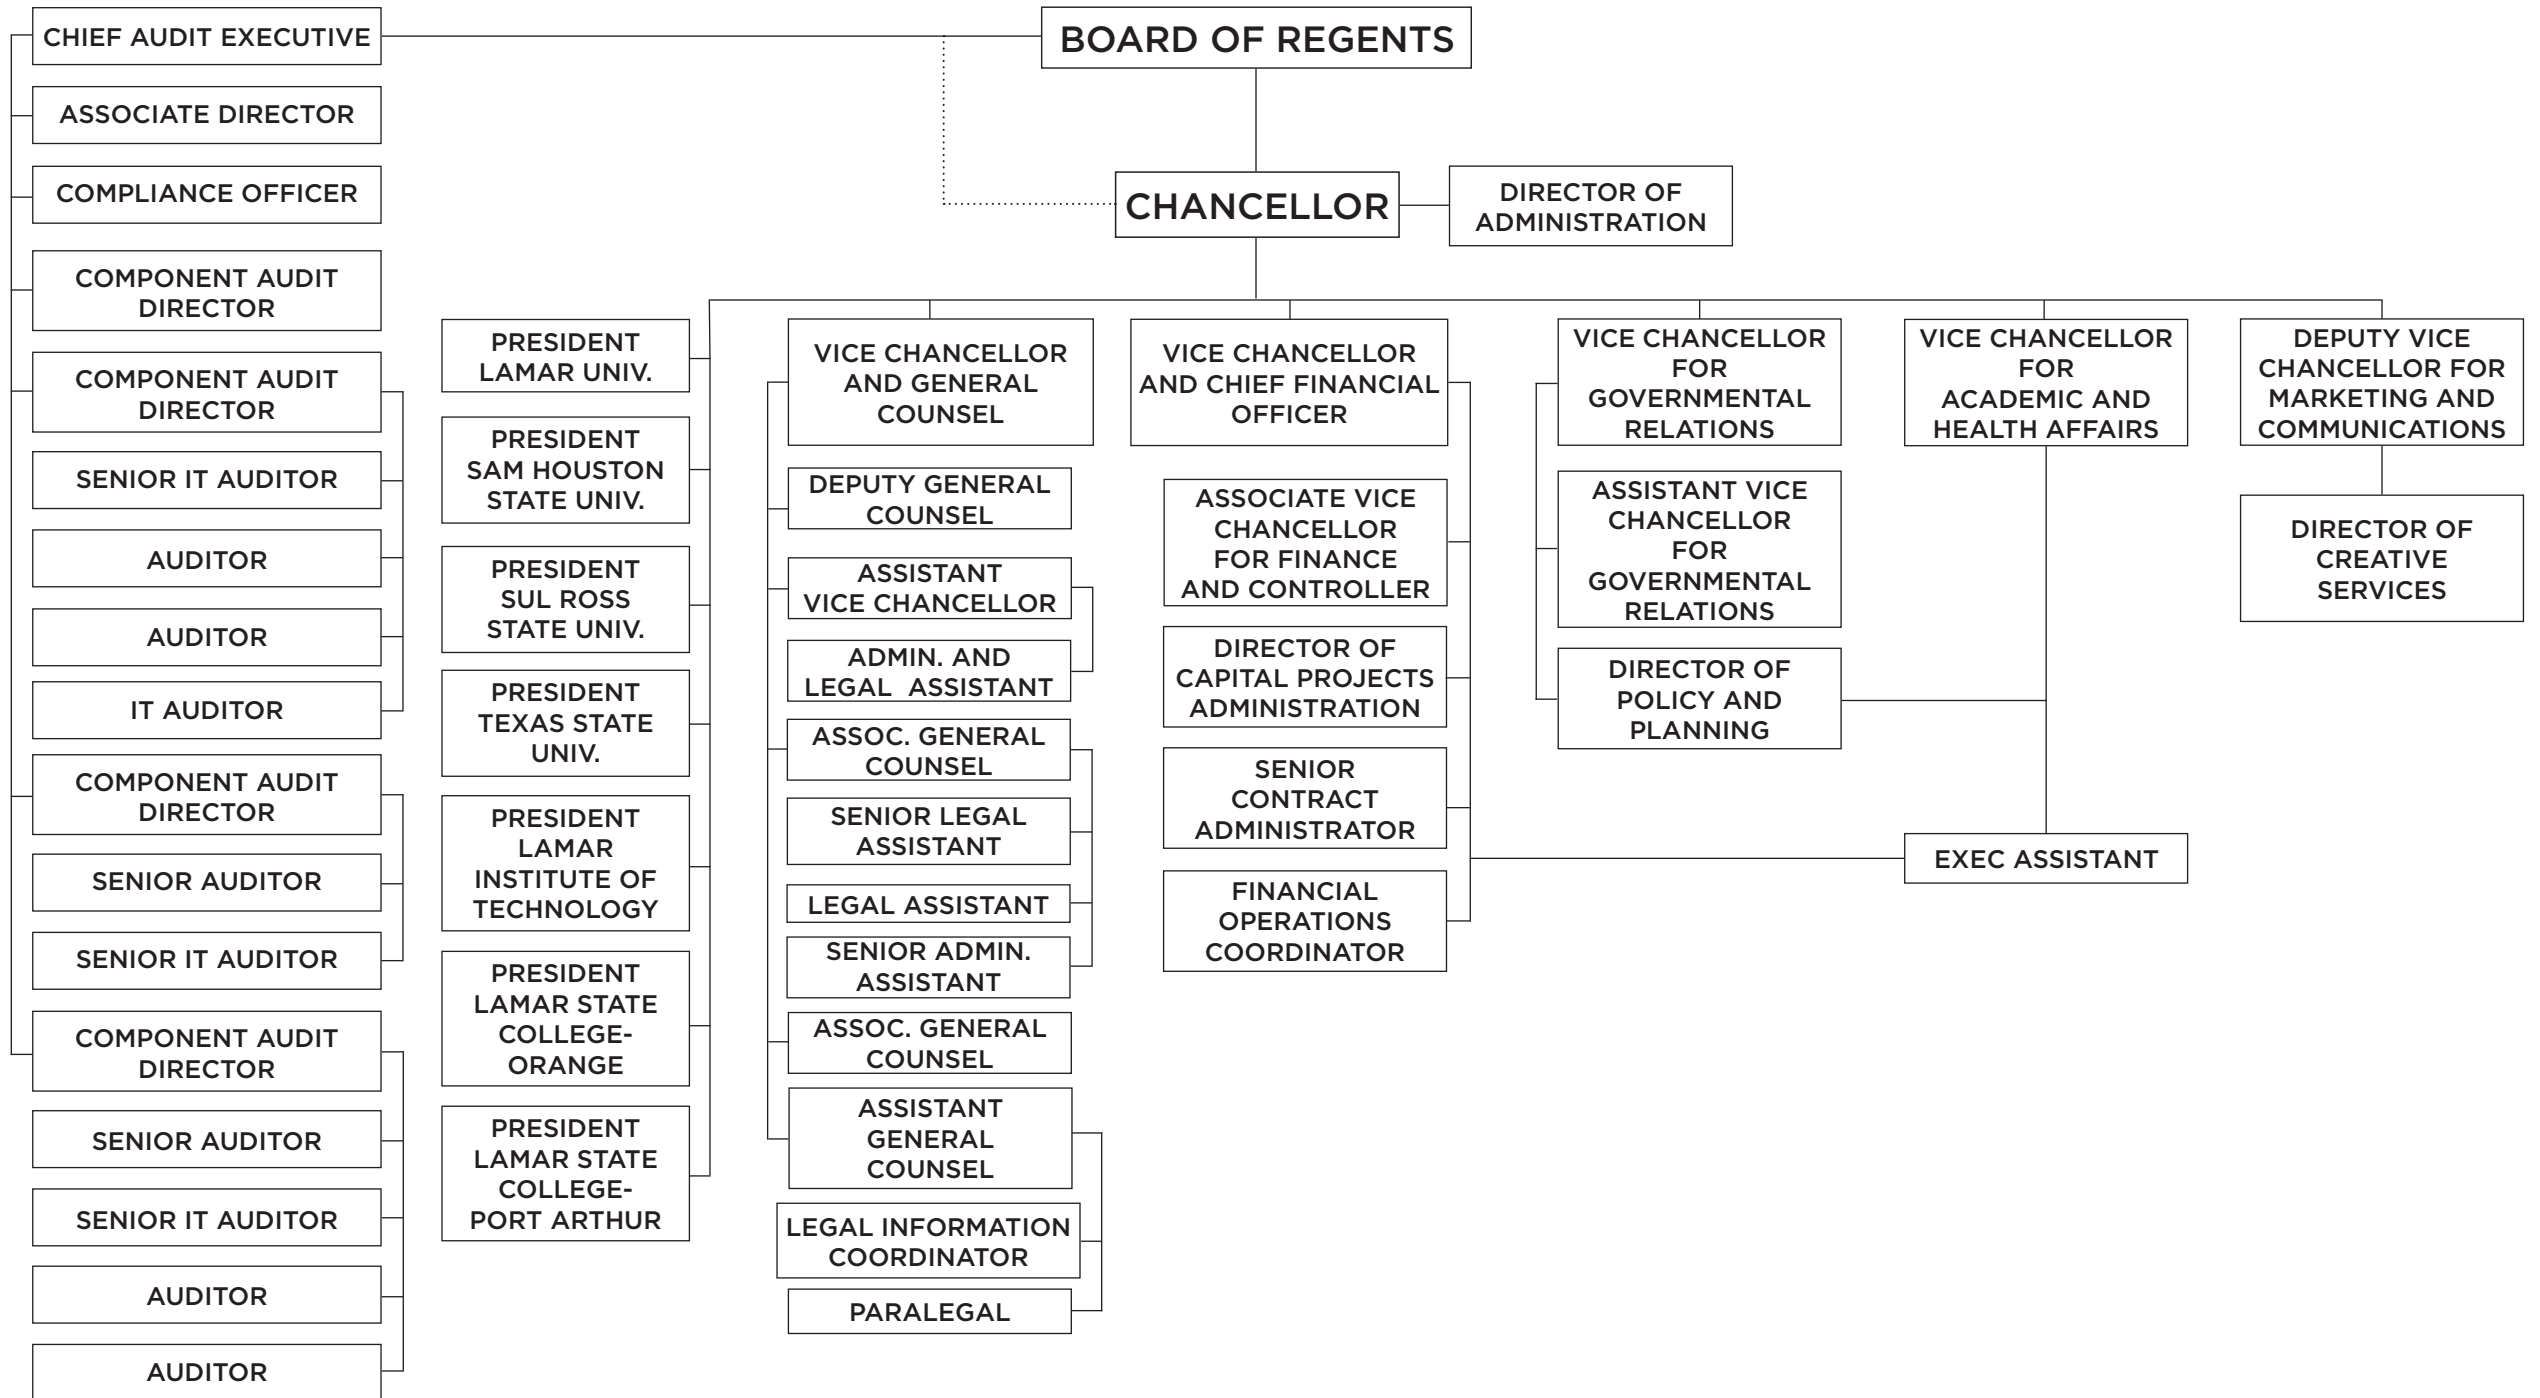 CHIEF AUDIT EXECUTIVE
ASSOCIATE DIRECTOR
COMPLIANCE OFFICER
COMPONENT AUDIT
DIRECTOR
COMPONENT AUDIT
DIRECTOR
SENIOR IT AUDITOR
AUDITOR
AUDITOR
IT AUDITOR
COMPONENT AUDIT
DIRECTOR
SENIOR AUDITOR
SENIOR IT AUDITOR
COMPONENT AUDIT
DIRECTOR
SENIOR AUDITOR
SENIOR IT AUDITOR
AUDITOR
AUDITOR
BOARD OF REGENTS
CHANCELLOR
DIRECTOR OF
ADMINISTRATION
PRESIDENT
LAMAR UNIV.
PRESIDENT
SAM HOUSTON
STATE UNIV.
PRESIDENT
SUL ROSS
STATE UNIV.
PRESIDENT
TEXAS STATE
UNIV.
PRESIDENT
LAMAR
INSTITUTE OF
TECHNOLOGY
PRESIDENT
LAMAR STATE
COLLEGE-
ORANGE
PRESIDENT
LAMAR STATE
COLLEGE-
PORT ARTHUR
VICE CHANCELLOR
AND GENERAL
COUNSEL
DEPUTY GENERAL
COUNSEL
ASSISTANT
VICE CHANCELLOR
ADMIN. AND
LEGAL ASSISTANT
ASSOC. GENERAL
COUNSEL
SENIOR LEGAL
ASSISTANT
LEGAL ASSISTANT
SENIOR ADMIN.
ASSISTANT
ASSOC. GENERAL
COUNSEL
ASSISTANT
GENERAL
COUNSEL
LEGAL INFORMATION
COORDINATOR
PARALEGAL
VICE CHANCELLOR
AND CHIEF FINANCIAL
OFFICER
ASSOCIATE VICE
CHANCELLOR
FOR FINANCE
AND CONTROLLER
DIRECTOR OF
CAPITAL PROJECTS
ADMINISTRATION
SENIOR
CONTRACT
ADMINISTRATOR
FINANCIAL
OPERATIONS
COORDINATOR
VICE CHANCELLOR
FOR
GOVERNMENTAL
RELATIONS
ASSISTANT VICE
CHANCELLOR
FOR
GOVERNMENTAL
RELATIONS
DIRECTOR OF
POLICY AND
PLANNING
VICE CHANCELLOR
FOR
ACADEMIC AND
HEALTH AFFAIRS
EXEC ASSISTANT
DEPUTY VICE
CHANCELLOR FOR
MARKETING AND
COMMUNICATIONS
DIRECTOR OF
CREATIVE
SERVICES